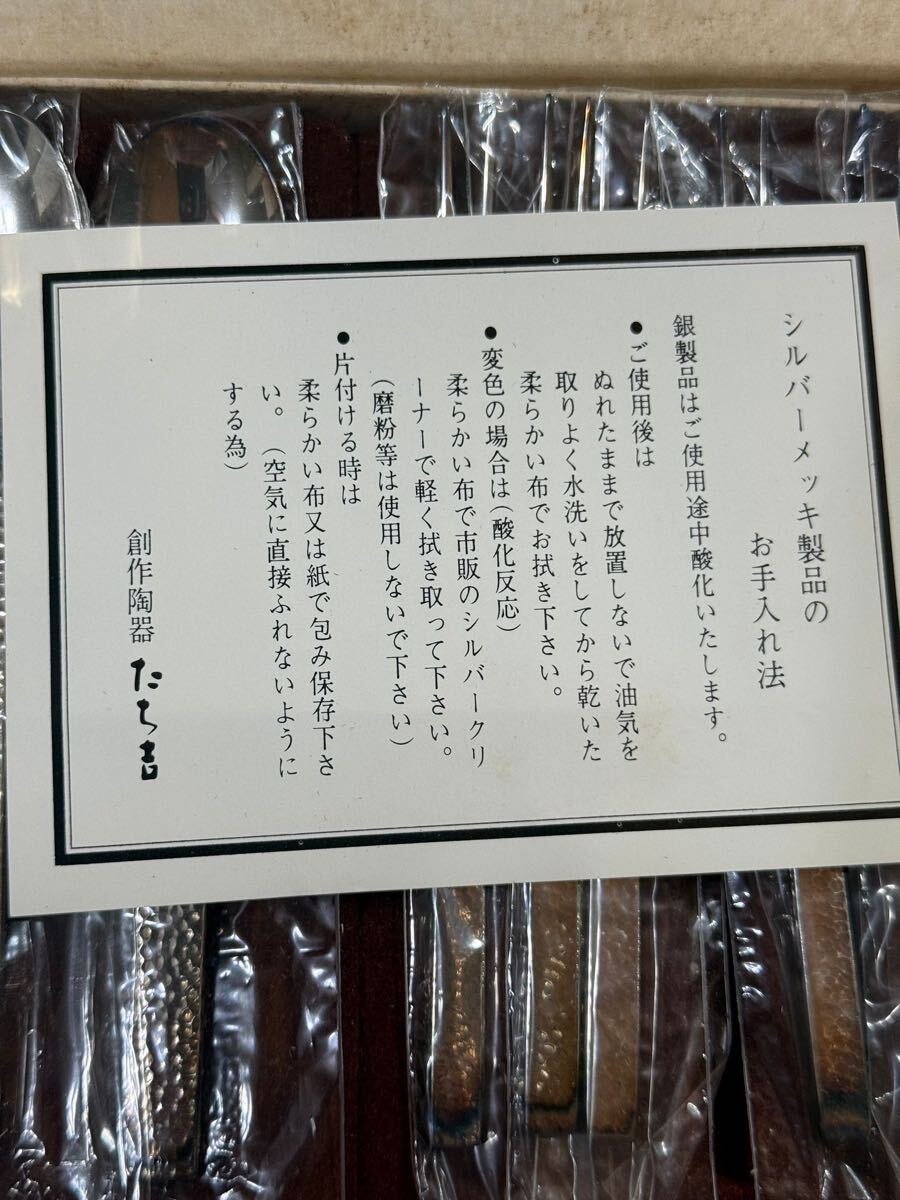 シルバーメッキ製品の
お手入れ法
銀製品はご使用途中酸化いたします。
●ご使用後は
ぬれたままで放置しないで油気を
取りよく水洗いをしてから乾いた
柔らかい布でお拭き下さい。
●変色の場合は(酸化反応)
柔らかい布で市販のシルバークリ
ーナーで軽く拭き取って下さい。
(磨粉等は使用しないで下さい)
●片付ける時は
柔らかい布又は紙で包み保存下さ
い。(空気に直接ふれないように
する為)
創作陶器 たち吉